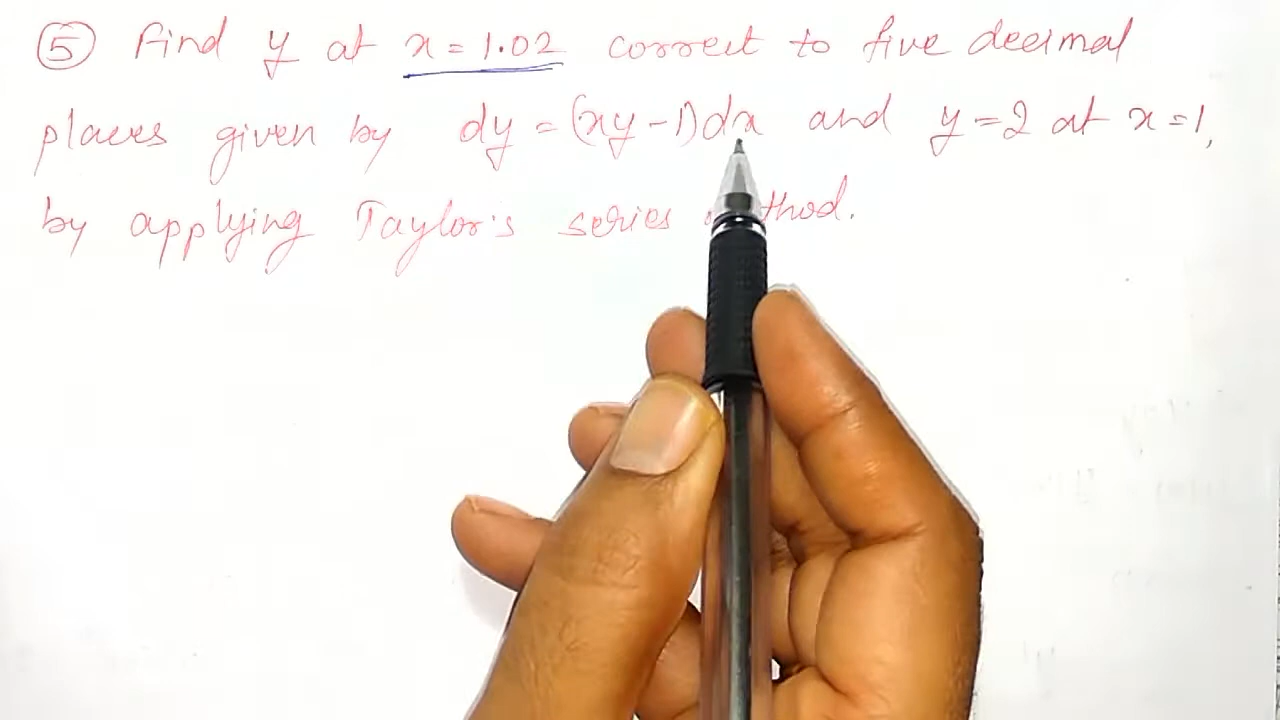 ⑤ Find y at x = 1.02 correct to five decimal
places given by dy = (xy - 1)dx and y = 2 at x = 1,
by applying Taylor's series